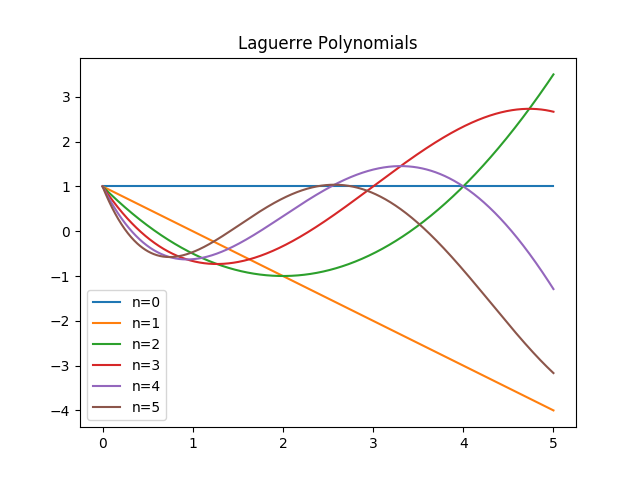 Laguerre Polynomials
3
2
1
0
−1
−2
−3
−4
n=0
n=1
n=2
n=3
n=4
n=5
0 1 2 3 4 5